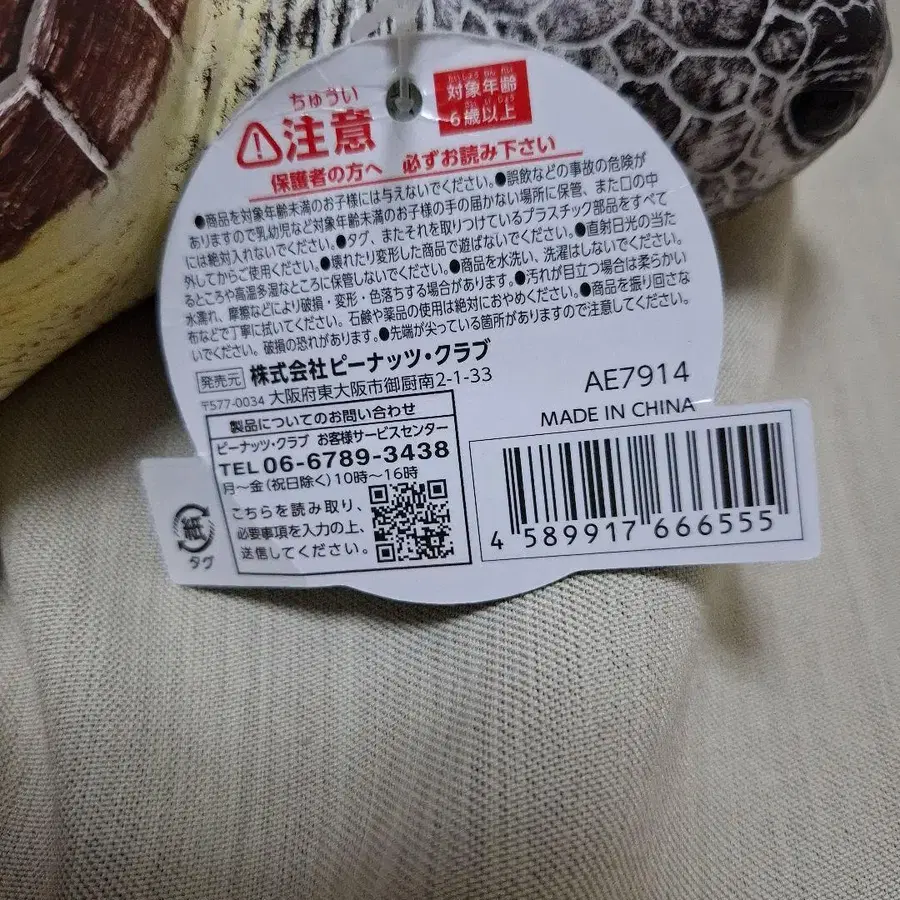 ちゅうい
注意
たいしょうねんれい
対象年齢
さいいじょう
6歳以上
保護者の方へ 必ずお読み下さい
●商品を対象年齢未満のお子様には与えないでください。●誤飲などの事故の危険が
ありますので乳幼児など対象年齢未満のお子様の手の届かない場所に保管、また口の中
には絶対入れないでください。●タグ、またそれを取りつけているプラスチック部品をすべて
外してからご使用ください。●壊れたり変形した商品で遊ばないでください。●直射日光の当た
るところや高温多湿なところに保管しないでください。●商品を水洗い、洗濯はしないでください。
水濡れ、摩擦などにより破損・変形・色落ちする場合があります。●汚れが目立つ場合は柔らかい
布などで丁寧に拭いてください。石鹸や薬品の使用は絶対におやめください。●商品を振り回さな
いでください。破損の恐れがあります。●先端が尖っている箇所がありますので注意してください。
発売元 株式会社ピーナッツ・クラブ
〒577-0034 大阪府東大阪市御厨南2-1-33
AE7914
MADE IN CHINA
製品についてのお問い合わせ
ピーナッツ・クラブ お客様サービスセンター
TEL 06-6789-3438
月〜金(祝日除く)10時〜16時
こちらを読み取り、
必要事項を入力の上、
送信してください。
紙
タグ
4 589917 666555